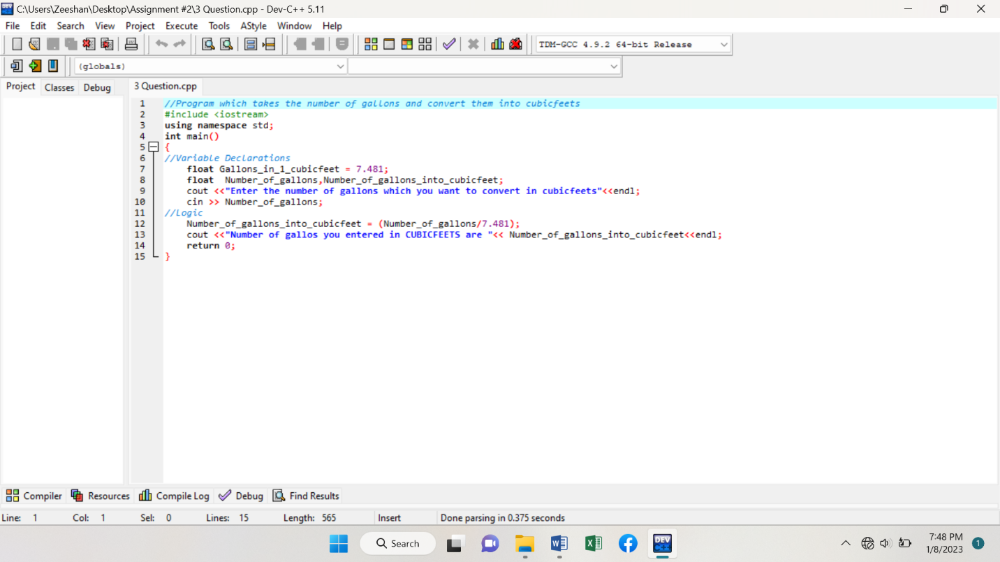 C:\Users\Zeeshan\Desktop\Assignment #2\3 Question.cpp - Dev-C++ 5.11
File Edit Search View Project Execute Tools AStyle Window Help
TDM-GCC 4.9.2 64-bit Release
(globals)
Project Classes Debug 3 Question.cpp
1 //Program which takes the number of gallons and convert them into cubicfeets
2 #include <iostream>
3 using namespace std;
4 int main()
5 {
6 //Variable Declarations
7 float Gallons_in_1_cubicfeet = 7.481;
8 float  Number_of_gallons,Number_of_gallons_into_cubicfeet;
9 cout <<"Enter the number of gallons which you want to convert in cubicfeets"<<endl;
10 cin >> Number_of_gallons;
11 //Logic
12 Number_of_gallons_into_cubicfeet = (Number_of_gallons/7.481);
13 cout <<"Number of gallos you entered in CUBICFEETS are "<< Number_of_gallons_into_cubicfeet<<endl;
14 return 0;
15 }
Compiler Resources Compile Log Debug Find Results
Line: 1 Col: 1 Sel: 0 Lines: 15 Length: 565 Insert Done parsing in 0.375 seconds
Search
DEV C++
7:48 PM
1/8/2023
1